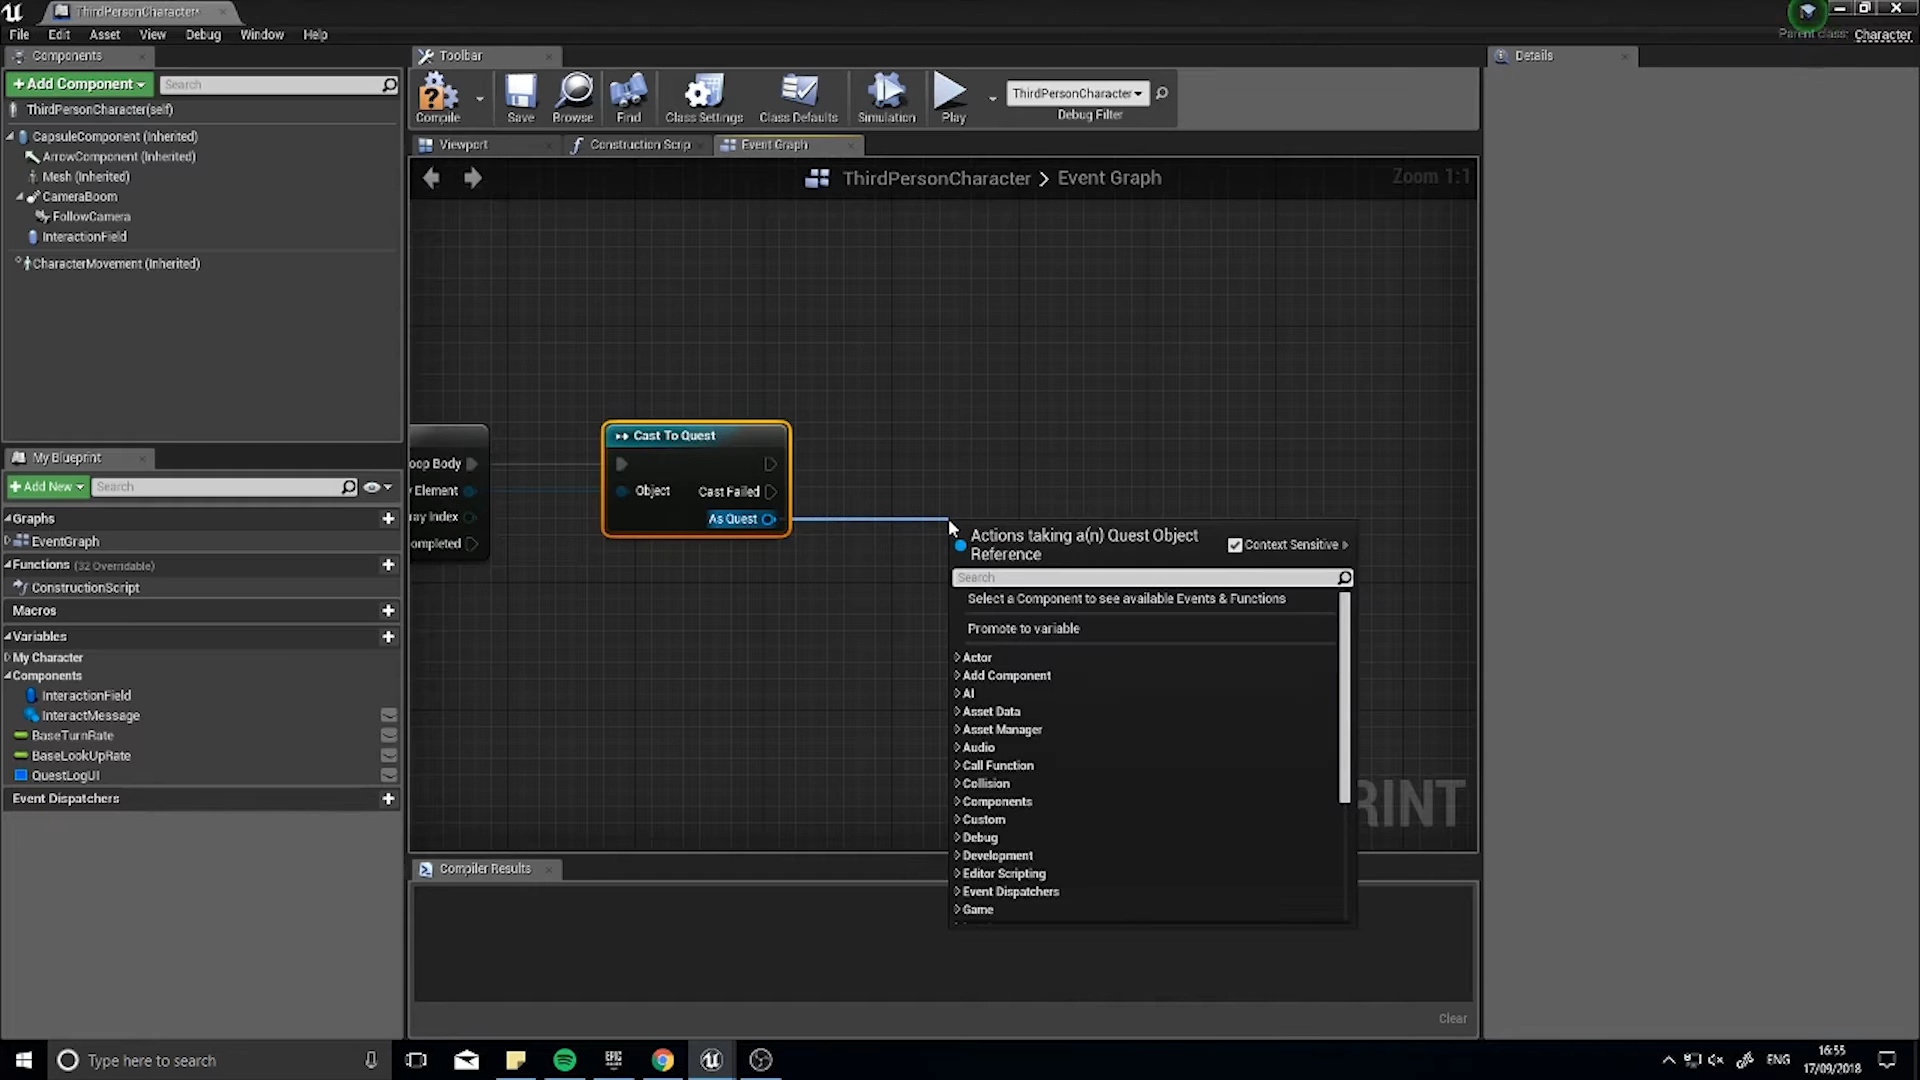 ThirdPersonCharacter*
File Edit Asset View Debug Window Help
Parent class: Character
Components
+ Add Component
Search
ThirdPersonCharacter(self)
CapsuleComponent (Inherited)
ArrowComponent (Inherited)
Mesh (Inherited)
CameraBoom
FollowCamera
InteractionField
CharacterMovement (Inherited)
My Blueprint
+ Add New
Search
Graphs
EventGraph
Functions (32 Overridable)
ConstructionScript
Macros
Variables
My Character
Components
InteractionField
InteractMessage
BaseTurnRate
BaseLookUpRate
QuestLogUI
Event Dispatchers
Toolbar
Compile
Save
Browse
Find
Class Settings
Class Defaults
Simulation
Play
ThirdPersonCharacter
Debug Filter
Viewport
Construction Scrip
Event Graph
ThirdPersonCharacter > Event Graph
Zoom 1:1
oop Body
y Element
ray Index
ompleted
Cast To Quest
Object
Cast Failed
As Quest
Actions taking a(n) Quest Object
Reference
Context Sensitive
Search
Select a Component to see available Events & Functions
Promote to variable
Actor
Add Component
AI
Asset Data
Asset Manager
Audio
Call Function
Collision
Components
Custom
Debug
Development
Editor Scripting
Event Dispatchers
Game
RINT
Compiler Results
Clear
Details
Type here to search
EPIC
ENG
16:55
17/09/2018